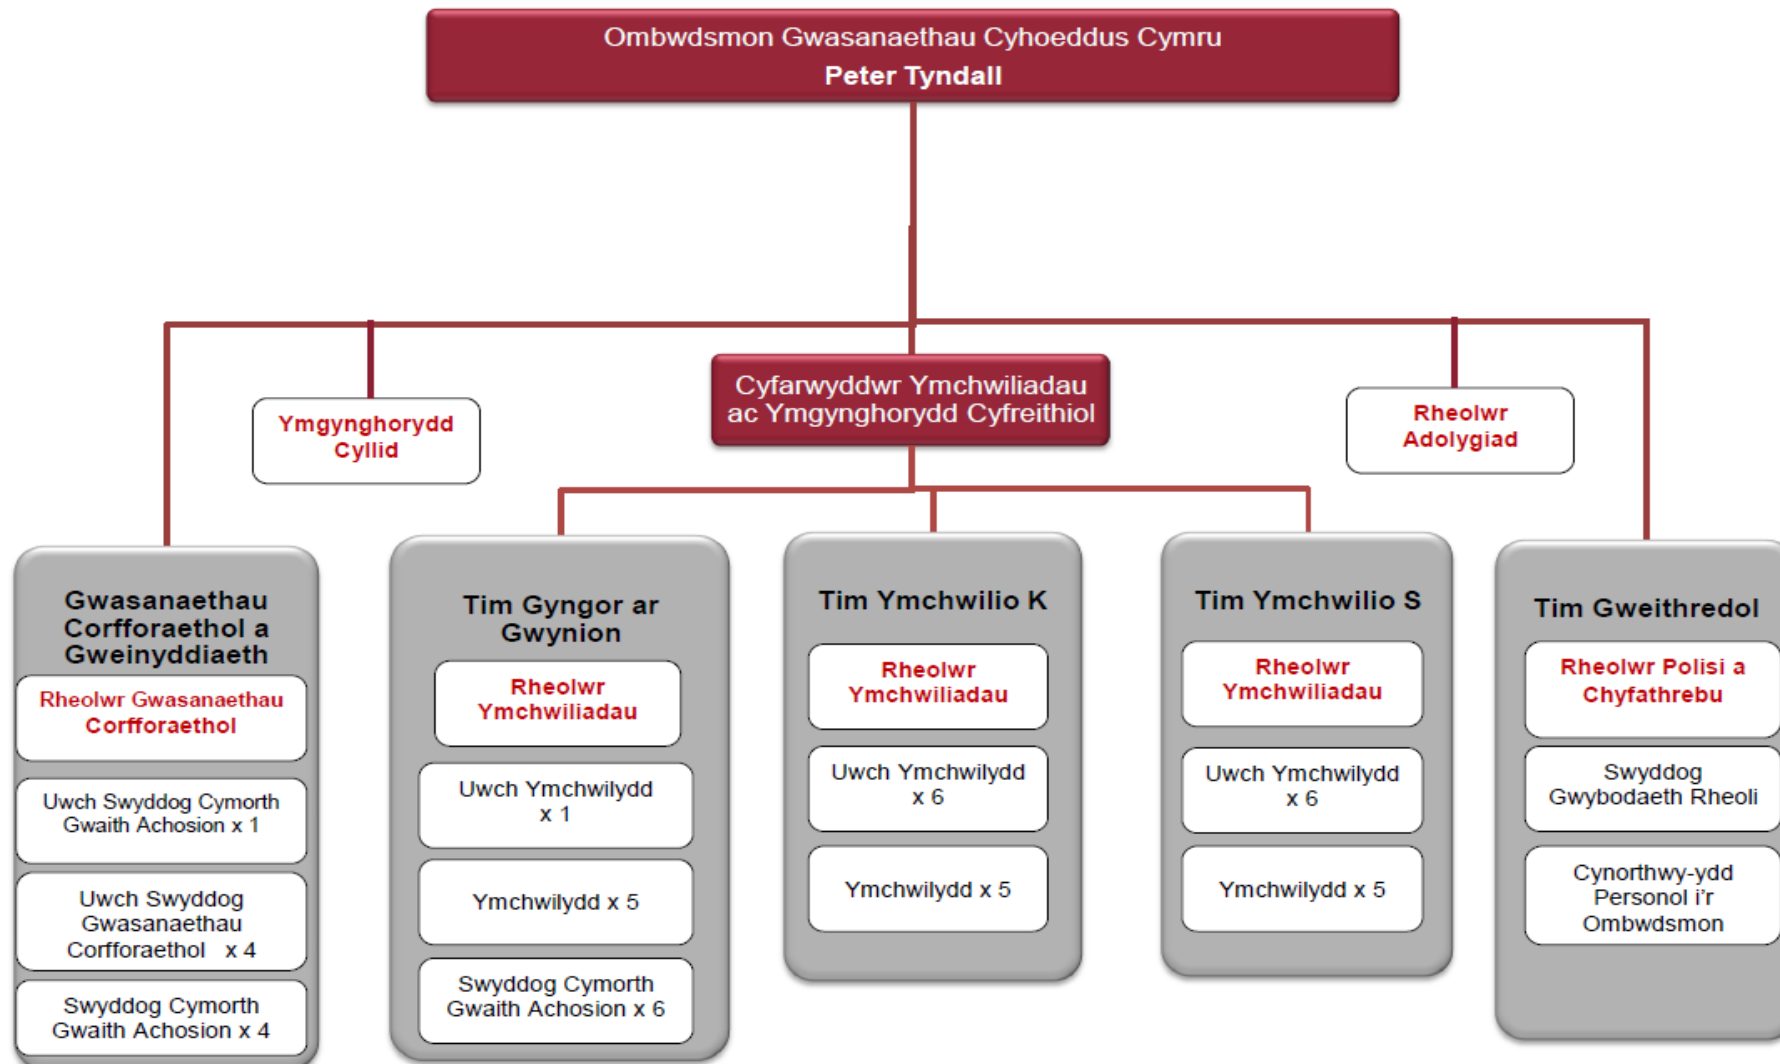 Ombwdsmon Gwasanaethau Cyhoeddus Cymru
Peter Tyndall
Cyfarwyddwr Ymchwiliadau
ac Ymgynghorydd Cyfreithiol
Ymgynghorydd
Cyllid
Rheolwr
Adolygiad
Gwasanaethau
Corfforaethol a
Gweinyddiaeth
Rheolwr Gwasanaethau
Corfforaethol
Uwch Swyddog Cymorth
Gwaith Achosion x 1
Uwch Swyddog
Gwasanaethau
Corfforaethol x 4
Swyddog Cymorth
Gwaith Achosion x 4
Tim Gyngor ar
Gwynion
Rheolwr
Ymchwiliadau
Uwch Ymchwilydd
x 1
Ymchwilydd x 5
Swyddog Cymorth
Gwaith Achosion x 6
Tim Ymchwilio K
Rheolwr
Ymchwiliadau
Uwch Ymchwilydd
x 6
Ymchwilydd x 5
Tim Ymchwilio S
Rheolwr
Ymchwiliadau
Uwch Ymchwilydd
x 6
Ymchwilydd x 5
Tim Gweithredol
Rheolwr Polisi a
Chyfathrebu
Swyddog
Gwybodaeth Rheoli
Cynorthwy-ydd
Personol i'r
Ombwdsmon